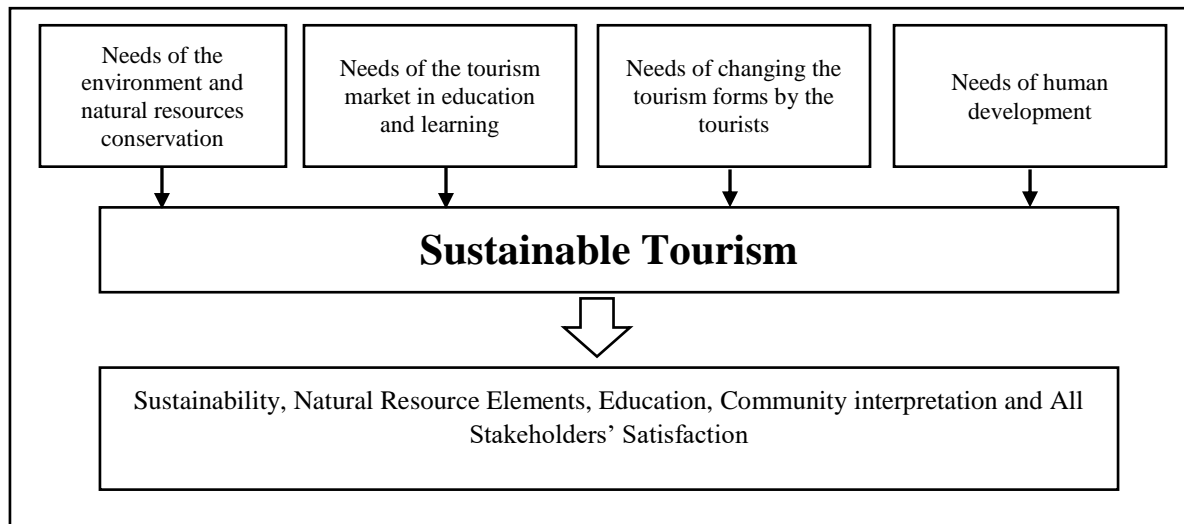 Needs of the
environment and
natural resources
conservation
Needs of the tourism
market in education
and learning
Needs of changing the
tourism forms by the
tourists
Needs of human
development
Sustainable Tourism
Sustainability, Natural Resource Elements, Education, Community interpretation and All
Stakeholders’ Satisfaction